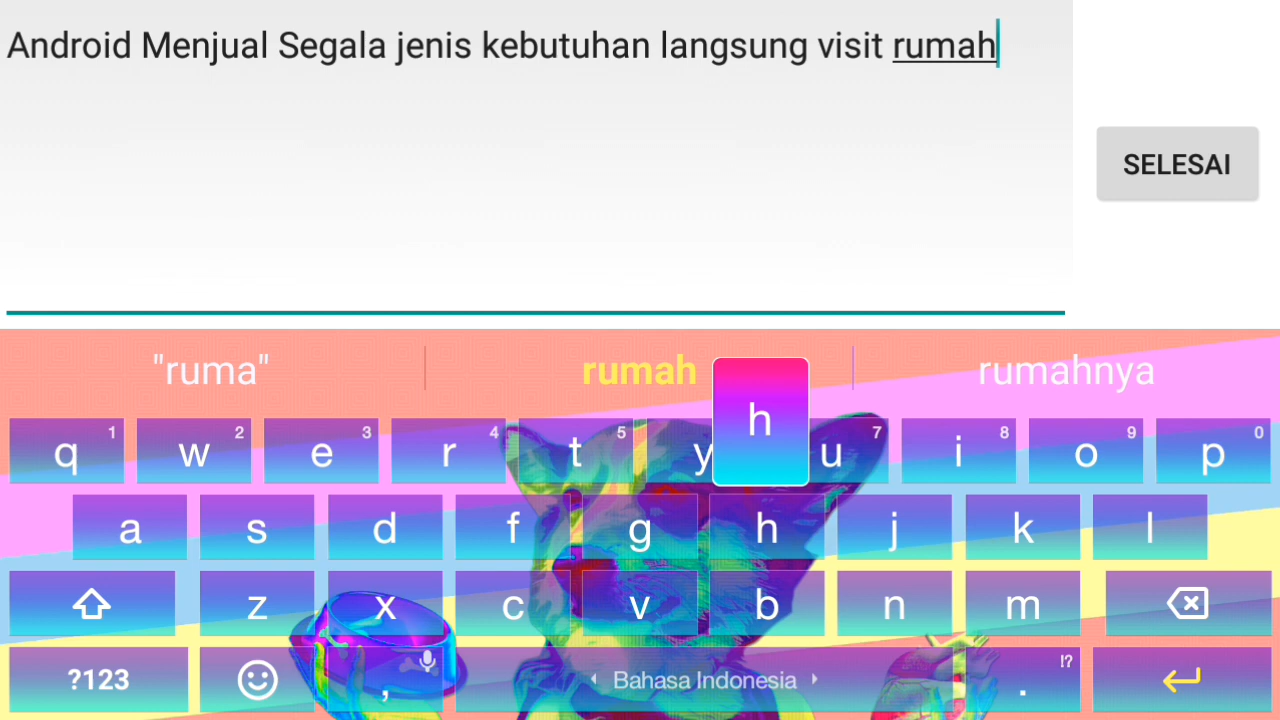 Android Menjual Segala jenis kebutuhan langsung visit rumah
SELESAI
"ruma" rumah rumahnya
h
q 1 w 2 e 3 r 4 t 5 y u 7 i 8 o 9 p 0
a s d f g h j k l
z x c v b n m
?123 , Bahasa Indonesia . !?